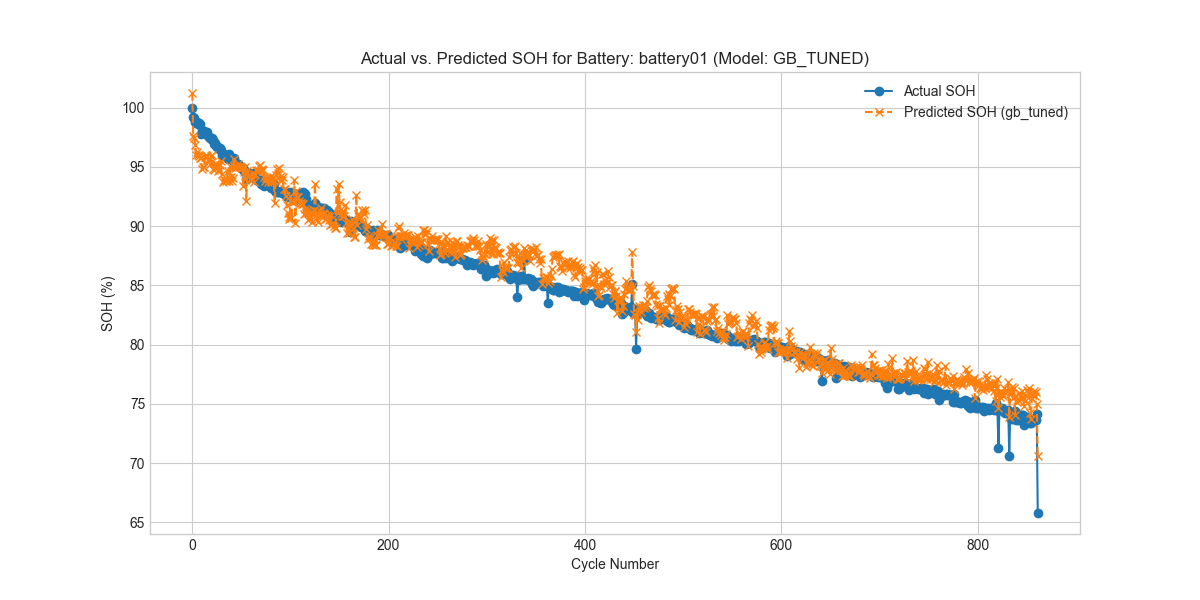 Actual vs. Predicted SOH for Battery: battery01 (Model: GB_TUNED)
Actual SOH
Predicted SOH (gb_tuned)
100
95
90
85
80
75
70
65
SOH (%)
0 200 400 600 800
Cycle Number